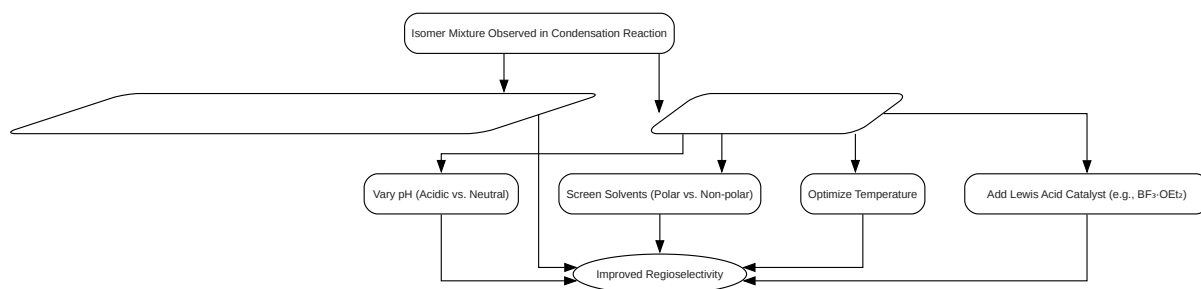 Isomer Mixture Observed in Condensation Reaction
Vary pH (Acidic vs. Neutral)
Screen Solvents (Polar vs. Non-polar)
Optimize Temperature
Add Lewis Acid Catalyst (e.g., BF₃·OEt₂)
Improved Regioselectivity